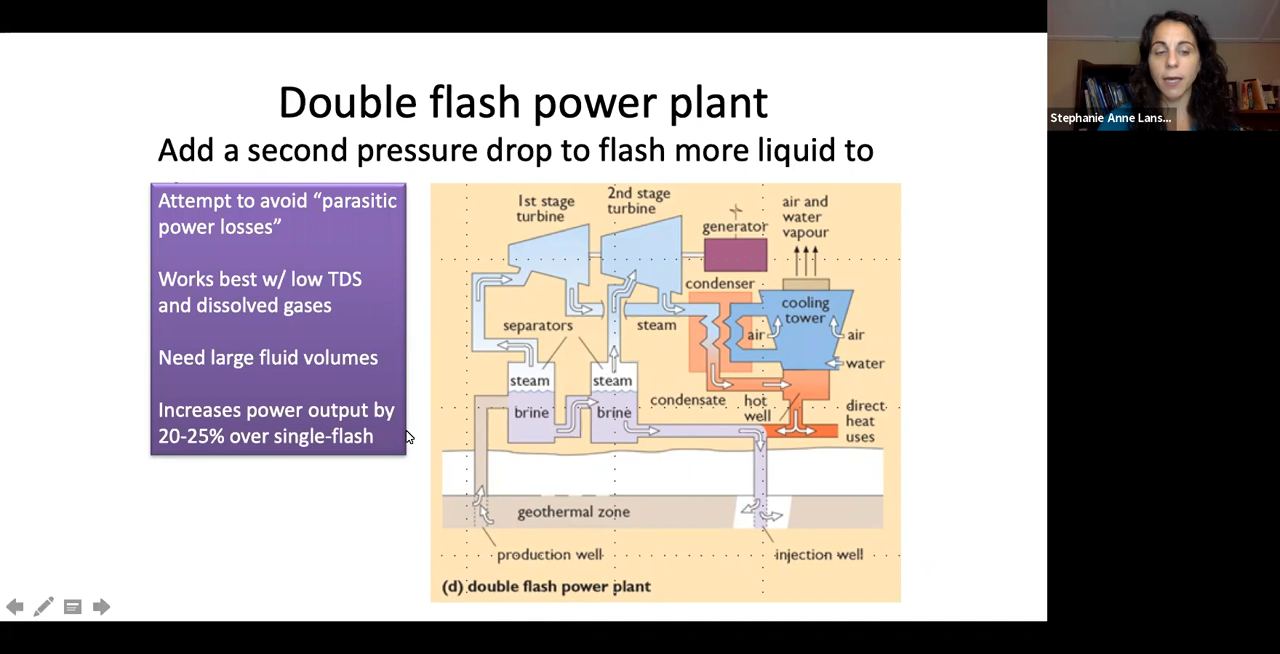 Double flash power plant
Add a second pressure drop to flash more liquid to
Attempt to avoid “parasitic
power losses”
Works best w/ low TDS
and dissolved gases
Need large fluid volumes
Increases power output by
20-25% over single-flash
1st stage
turbine
2nd stage
turbine
generator
air and
water
vapour
condenser
cooling
tower
separators
steam
air
air
water
steam
steam
brine
brine
condensate
hot
well
direct
heat
uses
geothermal zone
production well
injection well
(d) double flash power plant
Stephanie Anne Lans...